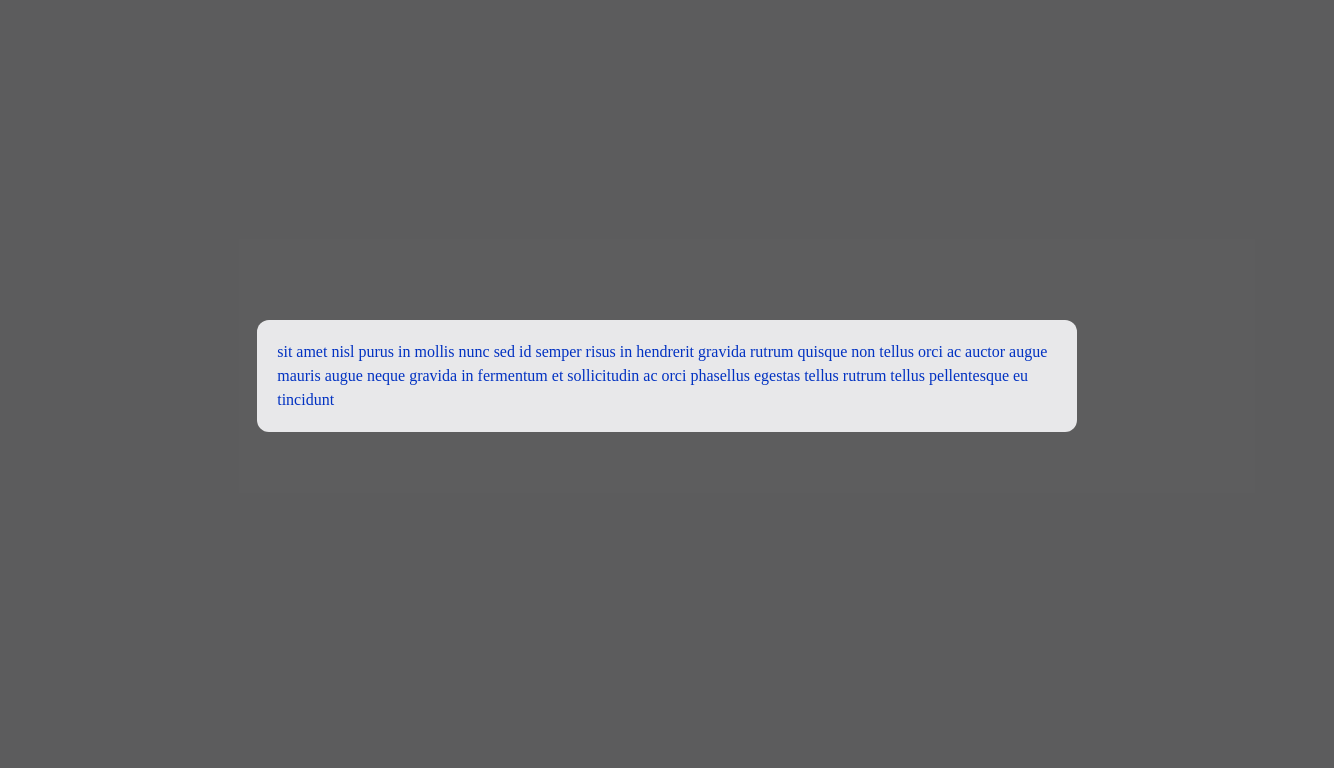 sit amet nisl purus in mollis nunc sed id semper risus in hendrerit gravida rutrum quisque non tellus orci ac auctor augue
mauris augue neque gravida in fermentum et sollicitudin ac orci phasellus egestas tellus rutrum tellus pellentesque eu
tincidunt